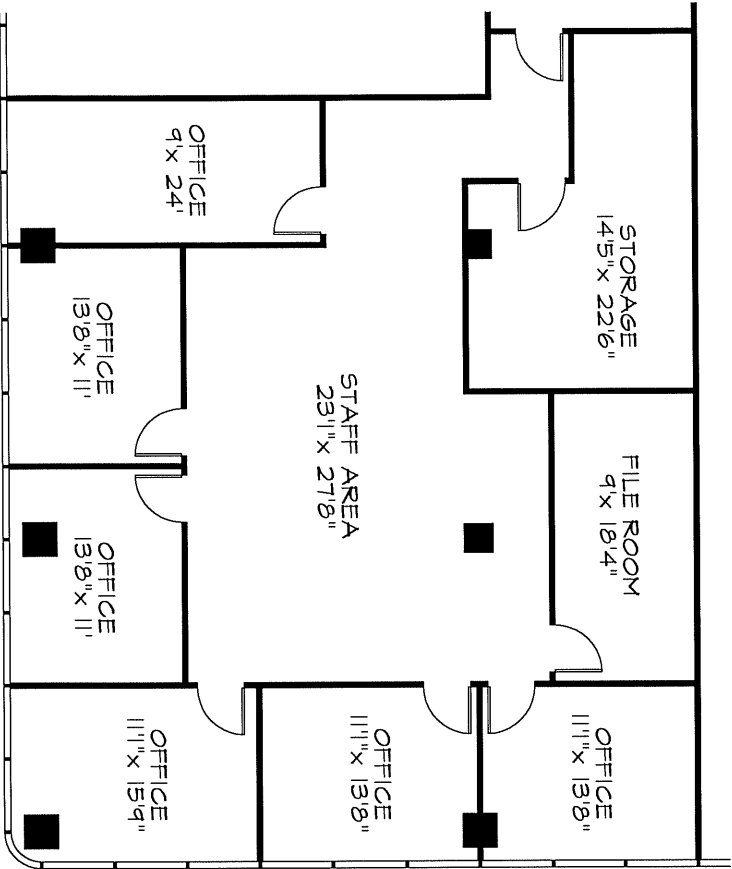 STORAGE
14'5"x 22'6"
FILE ROOM
9'x 18'4"
OFFICE
11'1"x 13'8"
STAFF AREA
23'1"x 27'8"
OFFICE
11'1"x 13'8"
OFFICE
9'x 24'
OFFICE
11'1"x 15'9"
OFFICE
13'8"x 11'
OFFICE
13'8"x 11'